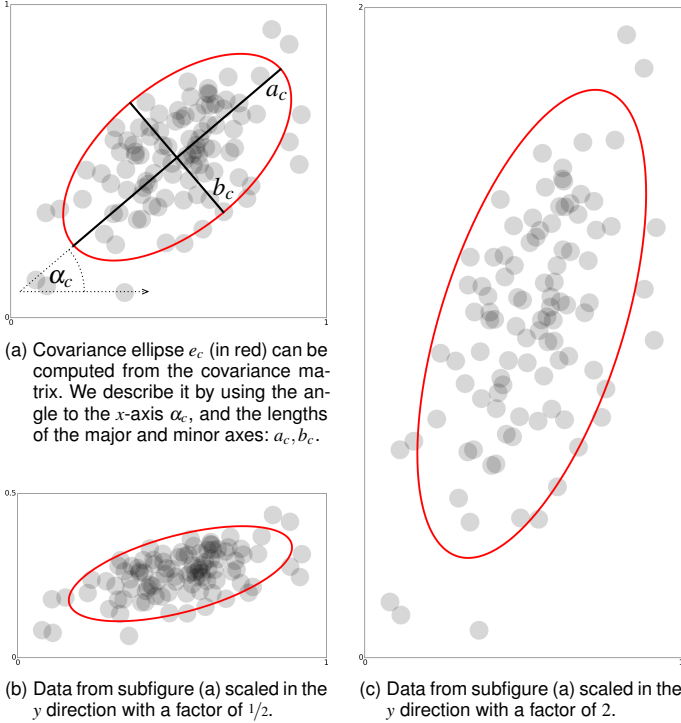 1
a_c
b_c
α_c
0
1
(a) Covariance ellipse e_c (in red) can be
computed from the covariance ma-
trix. We describe it by using the an-
gle to the x-axis α_c, and the lengths
of the major and minor axes: a_c, b_c.
0.5
0
1
(b) Data from subfigure (a) scaled in the
y direction with a factor of 1/2.
2
0
1
(c) Data from subfigure (a) scaled in the
y direction with a factor of 2.